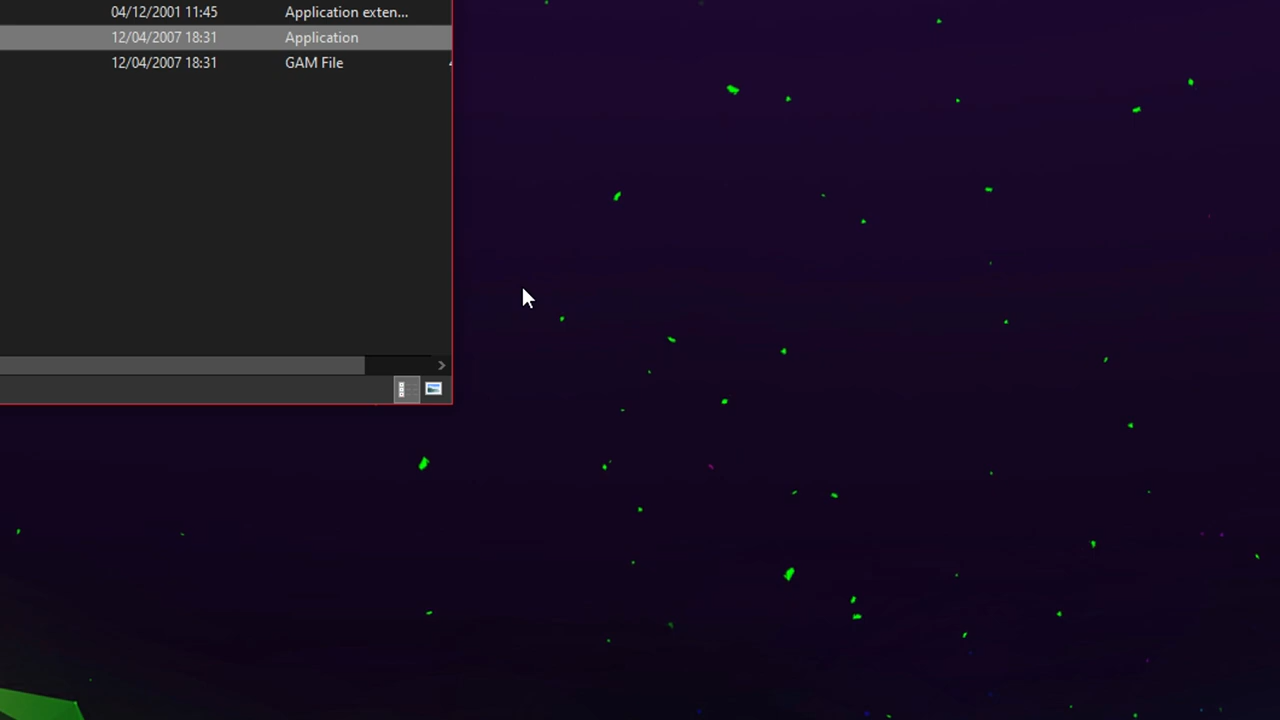 04/12/2001 11:45 Application exten...
12/04/2007 18:31 Application
12/04/2007 18:31 GAM File